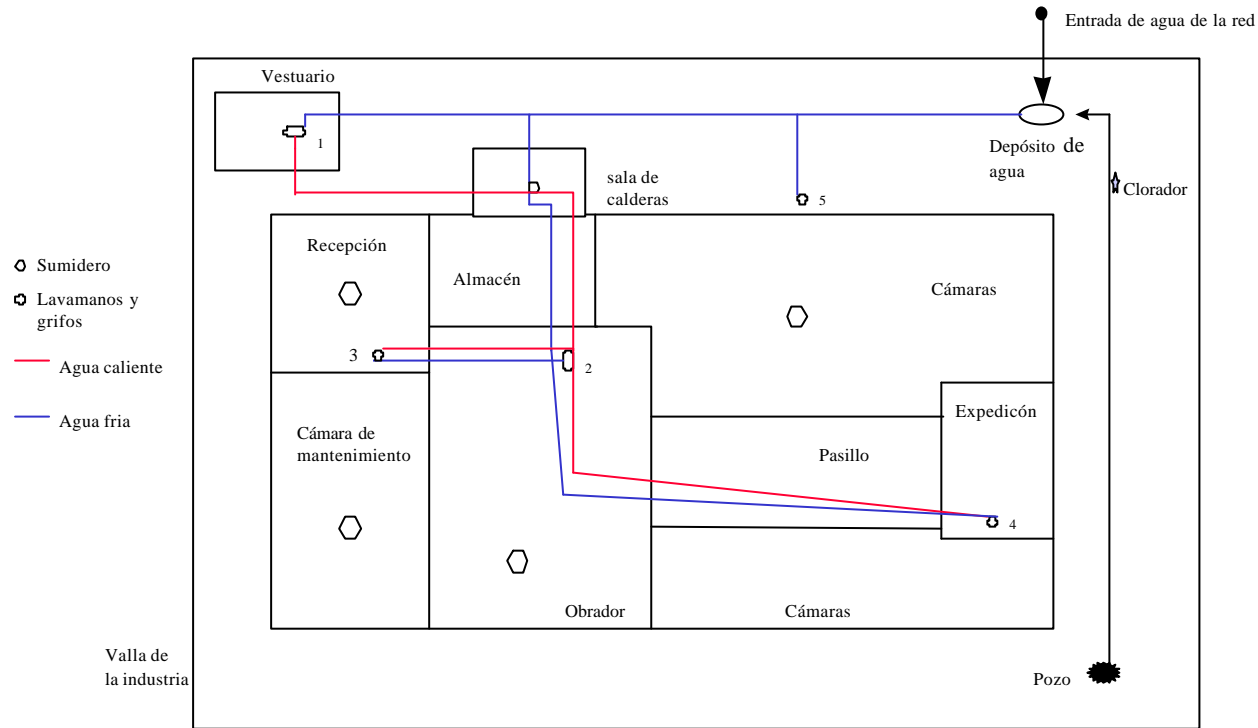 Entrada de agua de la red
Vestuario
1
Depósito de
agua
Clorador
sala de
calderas
5
Recepción
Almacén
Cámaras
Sumidero
Lavamanos y
grifos
Agua caliente
Agua fria
3
2
Expedicón
Cámara de
mantenimiento
Pasillo
4
Obrador
Cámaras
Valla de
la industria
Pozo